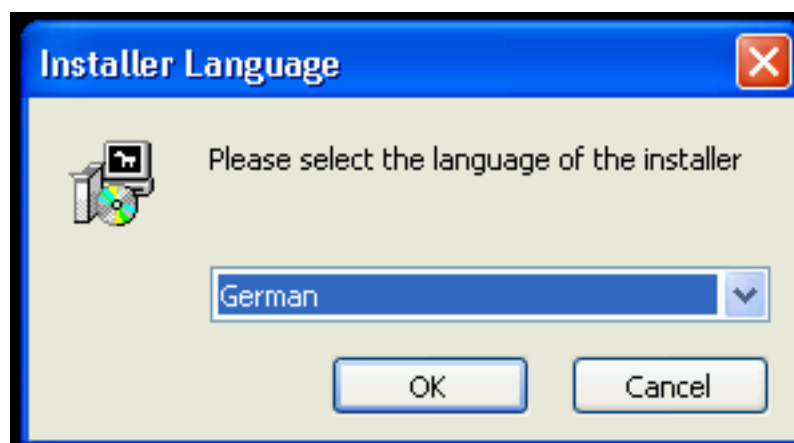 Installer Language
Please select the language of the installer
German
OK
Cancel